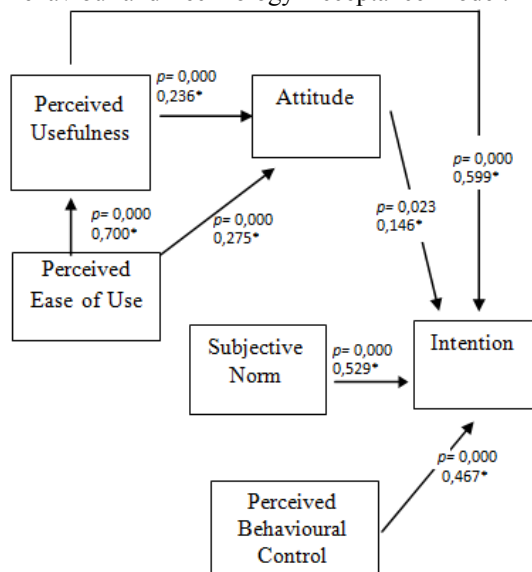 p= 0,000
0,236*
Perceived
Usefulness
Attitude
p= 0,000
0,599*
p= 0,023
0,146*
p= 0,000
0,700*
p= 0,000
0,275*
Perceived
Ease of Use
Subjective
Norm
p= 0,000
0,529*
Intention
p= 0,000
0,467*
Perceived
Behavioural
Control